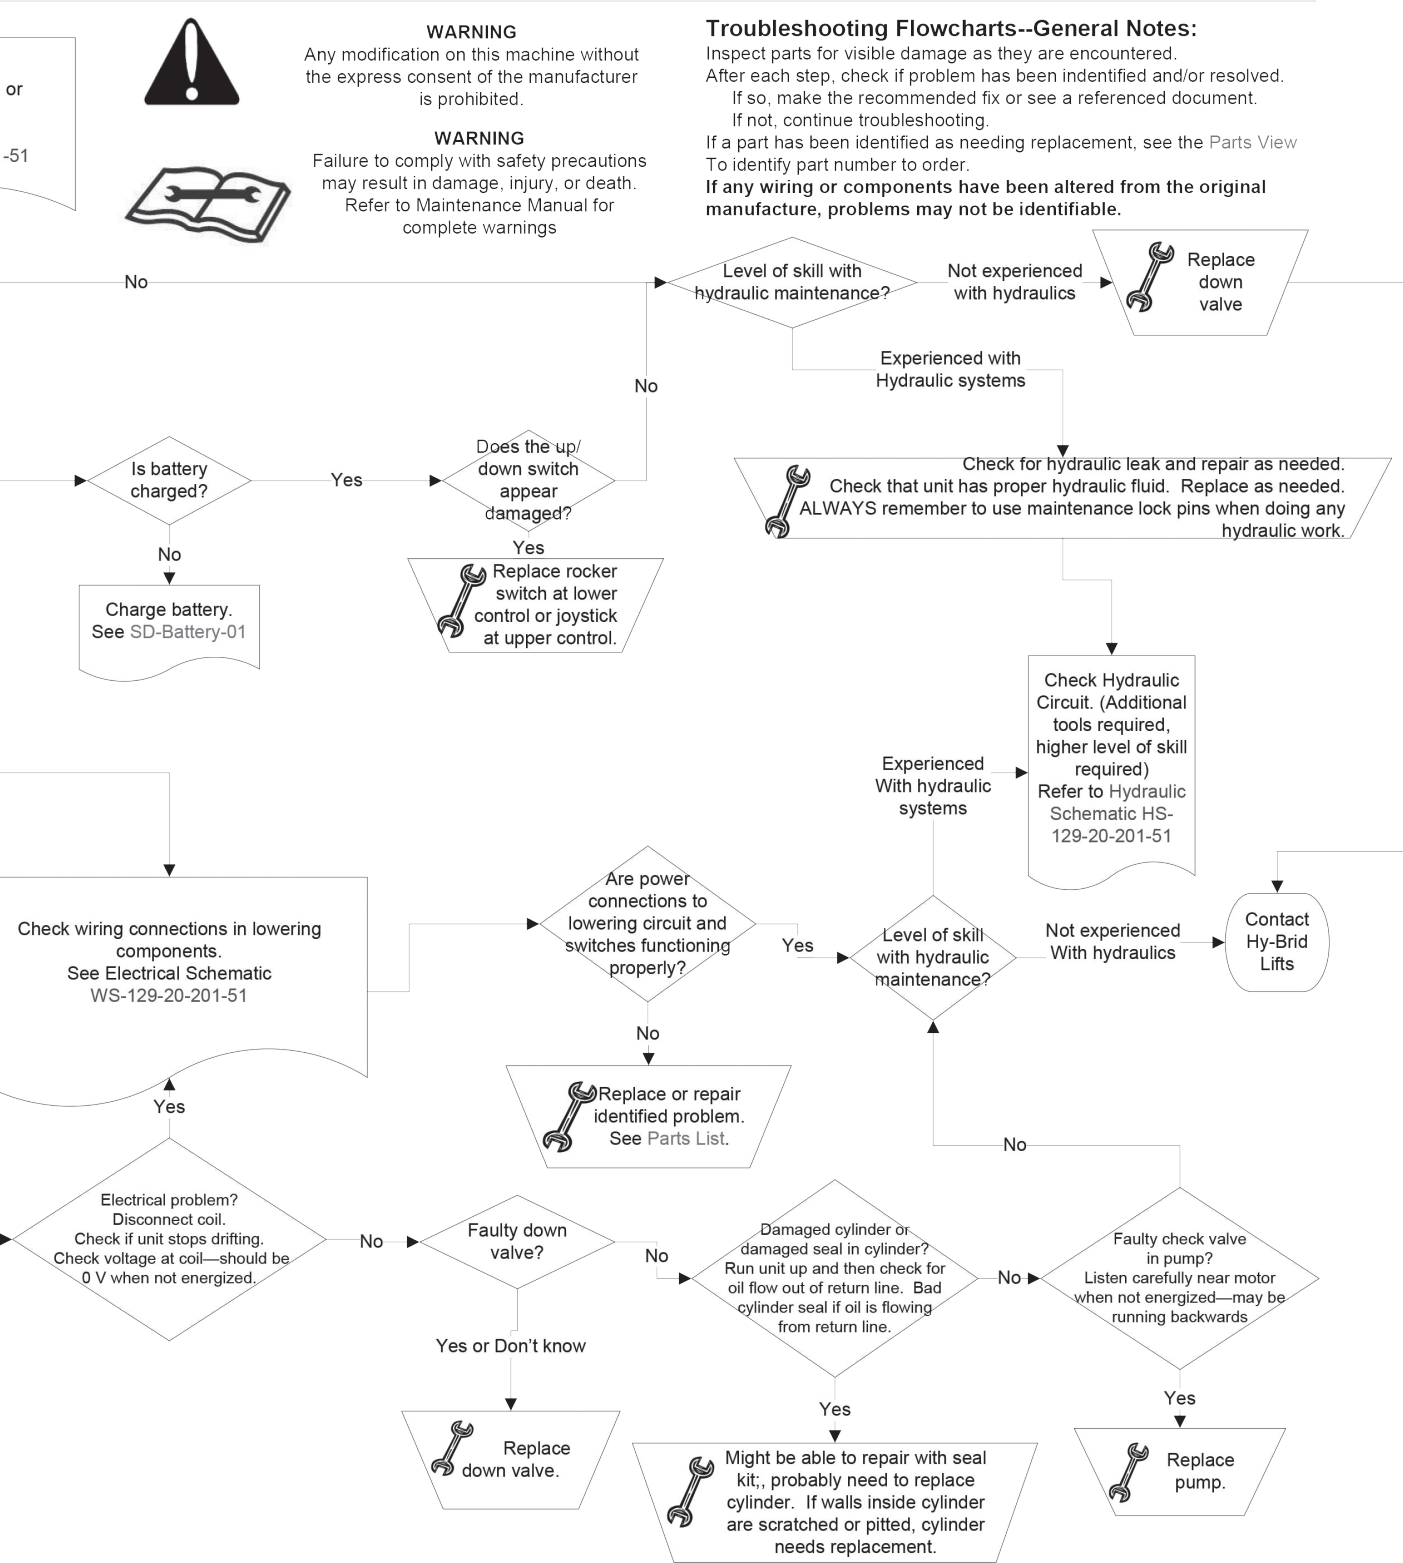 or
-51
WARNING
Any modification on this machine without
the express consent of the manufacturer
is prohibited.
WARNING
Failure to comply with safety precautions
may result in damage, injury, or death.
Refer to Maintenance Manual for
complete warnings
Troubleshooting Flowcharts--General Notes:
Inspect parts for visible damage as they are encountered.
After each step, check if problem has been indentified and/or resolved.
If so, make the recommended fix or see a referenced document.
If not, continue troubleshooting.
If a part has been identified as needing replacement, see the Parts View
To identify part number to order.
If any wiring or components have been altered from the original
manufacture, problems may not be identifiable.
No
Level of skill with
hydraulic maintenance?
Not experienced
with hydraulics
Replace
down
valve
Experienced with
Hydraulic systems
No
Is battery
charged?
Yes
Does the up/
down switch
appear
damaged?
Check for hydraulic leak and repair as needed.
Check that unit has proper hydraulic fluid.  Replace as needed.
ALWAYS remember to use maintenance lock pins when doing any
hydraulic work.
No
Yes
Charge battery.
See SD-Battery-01
Replace rocker
switch at lower
control or joystick
at upper control.
Check Hydraulic
Circuit. (Additional
tools required,
higher level of skill
required)
Refer to Hydraulic
Schematic HS-
129-20-201-51
Experienced
With hydraulic
systems
Check wiring connections in lowering
components.
See Electrical Schematic
WS-129-20-201-51
Are power
connections to
lowering circuit and
switches functioning
properly?
Yes
Level of skill
with hydraulic
maintenance?
Not experienced
With hydraulics
Contact
Hy-Brid
Lifts
No
Replace or repair
identified problem.
See Parts List.
Yes
No
Electrical problem?
Disconnect coil.
Check if unit stops drifting.
Check voltage at coil—should be
0 V when not energized.
No
Faulty down
valve?
No
Damaged cylinder or
damaged seal in cylinder?
Run unit up and then check for
oil flow out of return line.  Bad
cylinder seal if oil is flowing
from return line.
No
Faulty check valve
in pump?
Listen carefully near motor
when not energized—may be
running backwards
Yes or Don't know
Yes
Yes
Replace
down valve.
Might be able to repair with seal
kit;, probably need to replace
cylinder.  If walls inside cylinder
are scratched or pitted, cylinder
needs replacement.
Replace
pump.